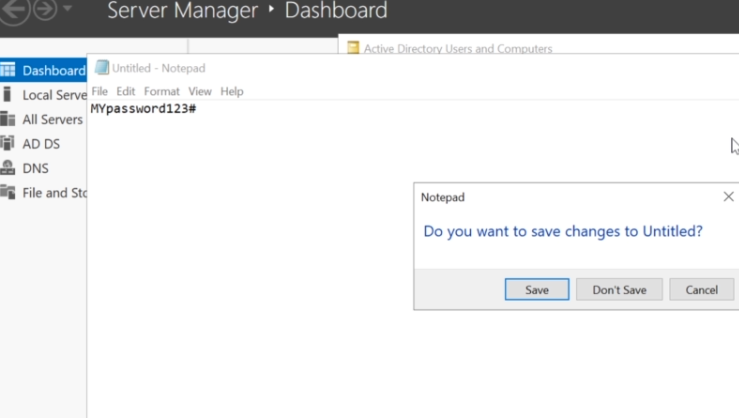 Server Manager ‣ Dashboard
Active Directory Users and Computers
Dashboard
Untitled - Notepad
Local Serve
File Edit Format View Help
All Servers
MYpassword123#
AD DS
DNS
File and Sto
Notepad
Do you want to save changes to Untitled?
Save Don't Save Cancel